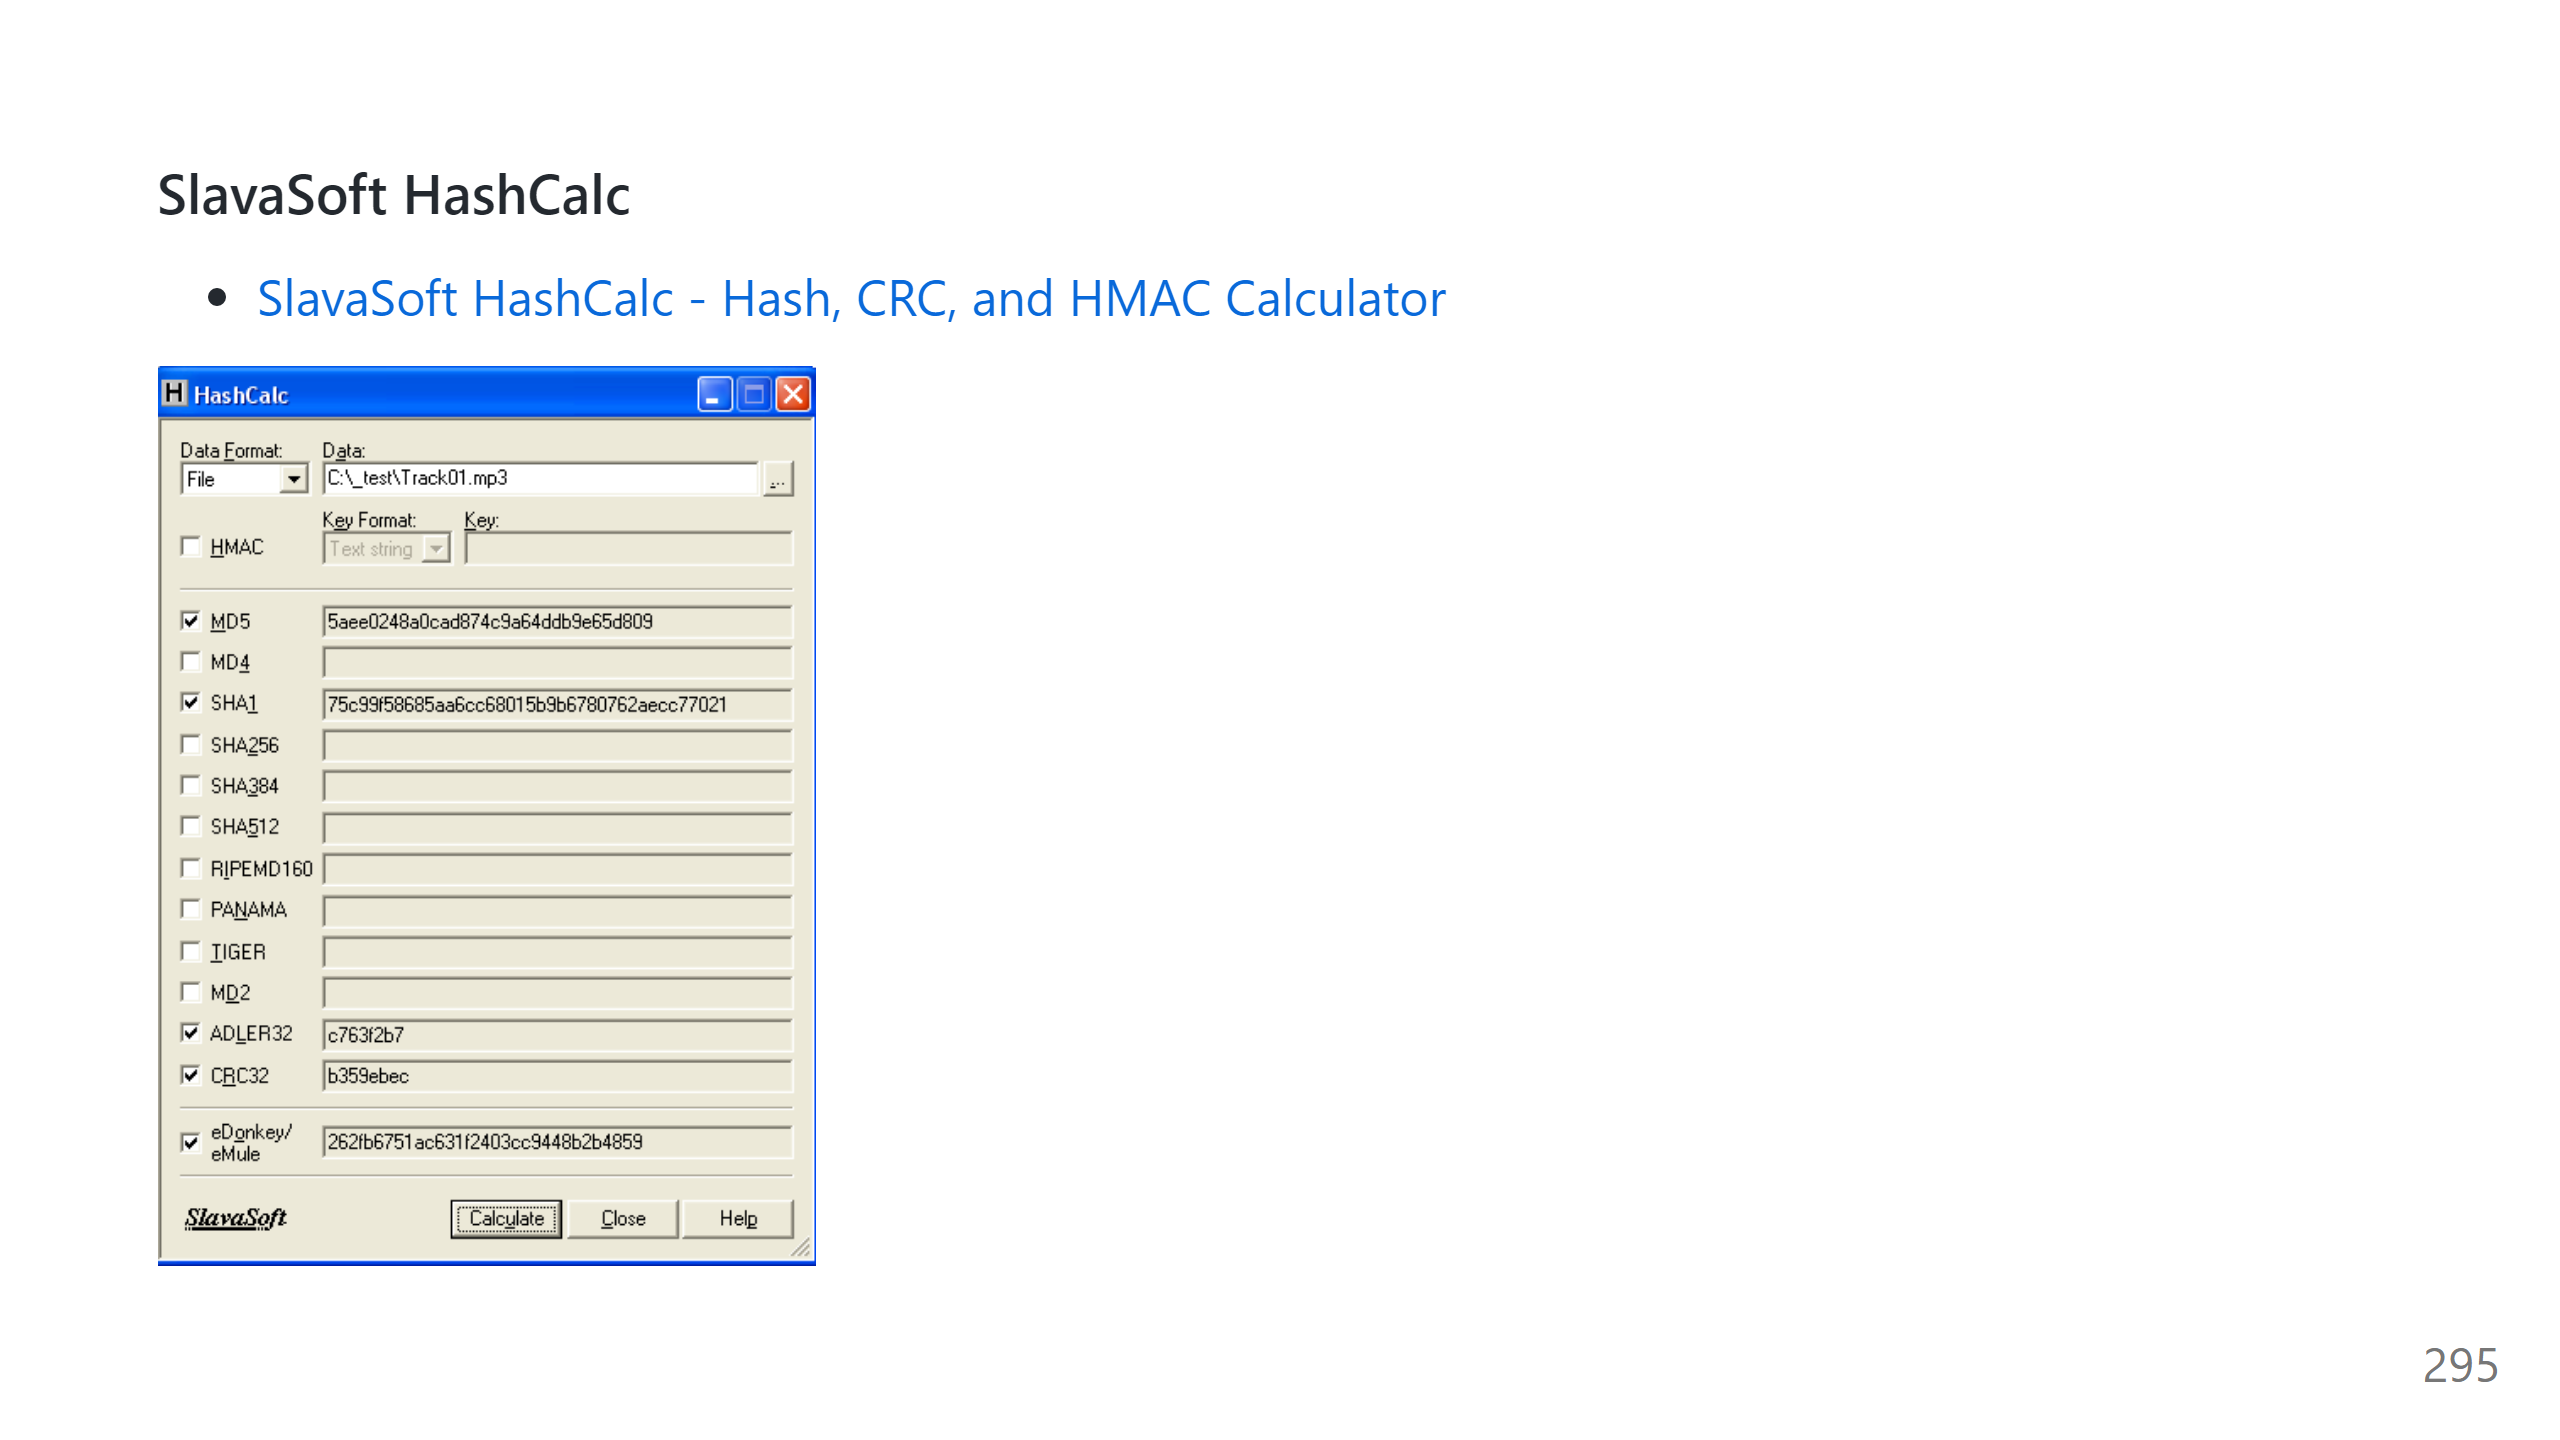 SlavaSoft HashCalc
• SlavaSoft HashCalc - Hash, CRC, and HMAC Calculator
H HashCalc
Data Format: Data:
File C:\_test\Track01.mp3 ...
Key Format: Key:
HMAC Text string
MD5 5aee0248a0cad874c9a64ddb9e65d809
MD4
SHA1 75c99f58685aa6cc68015b9b6780762aecc77021
SHA256
SHA384
SHA512
RIPEMD160
PANAMA
TIGER
MD2
ADLER32 c763f2b7
CRC32 b359ebec
eDonkey/
eMule 262fb6751ac631f2403cc9448b2b4859
SlavaSoft Calculate Close Help
295